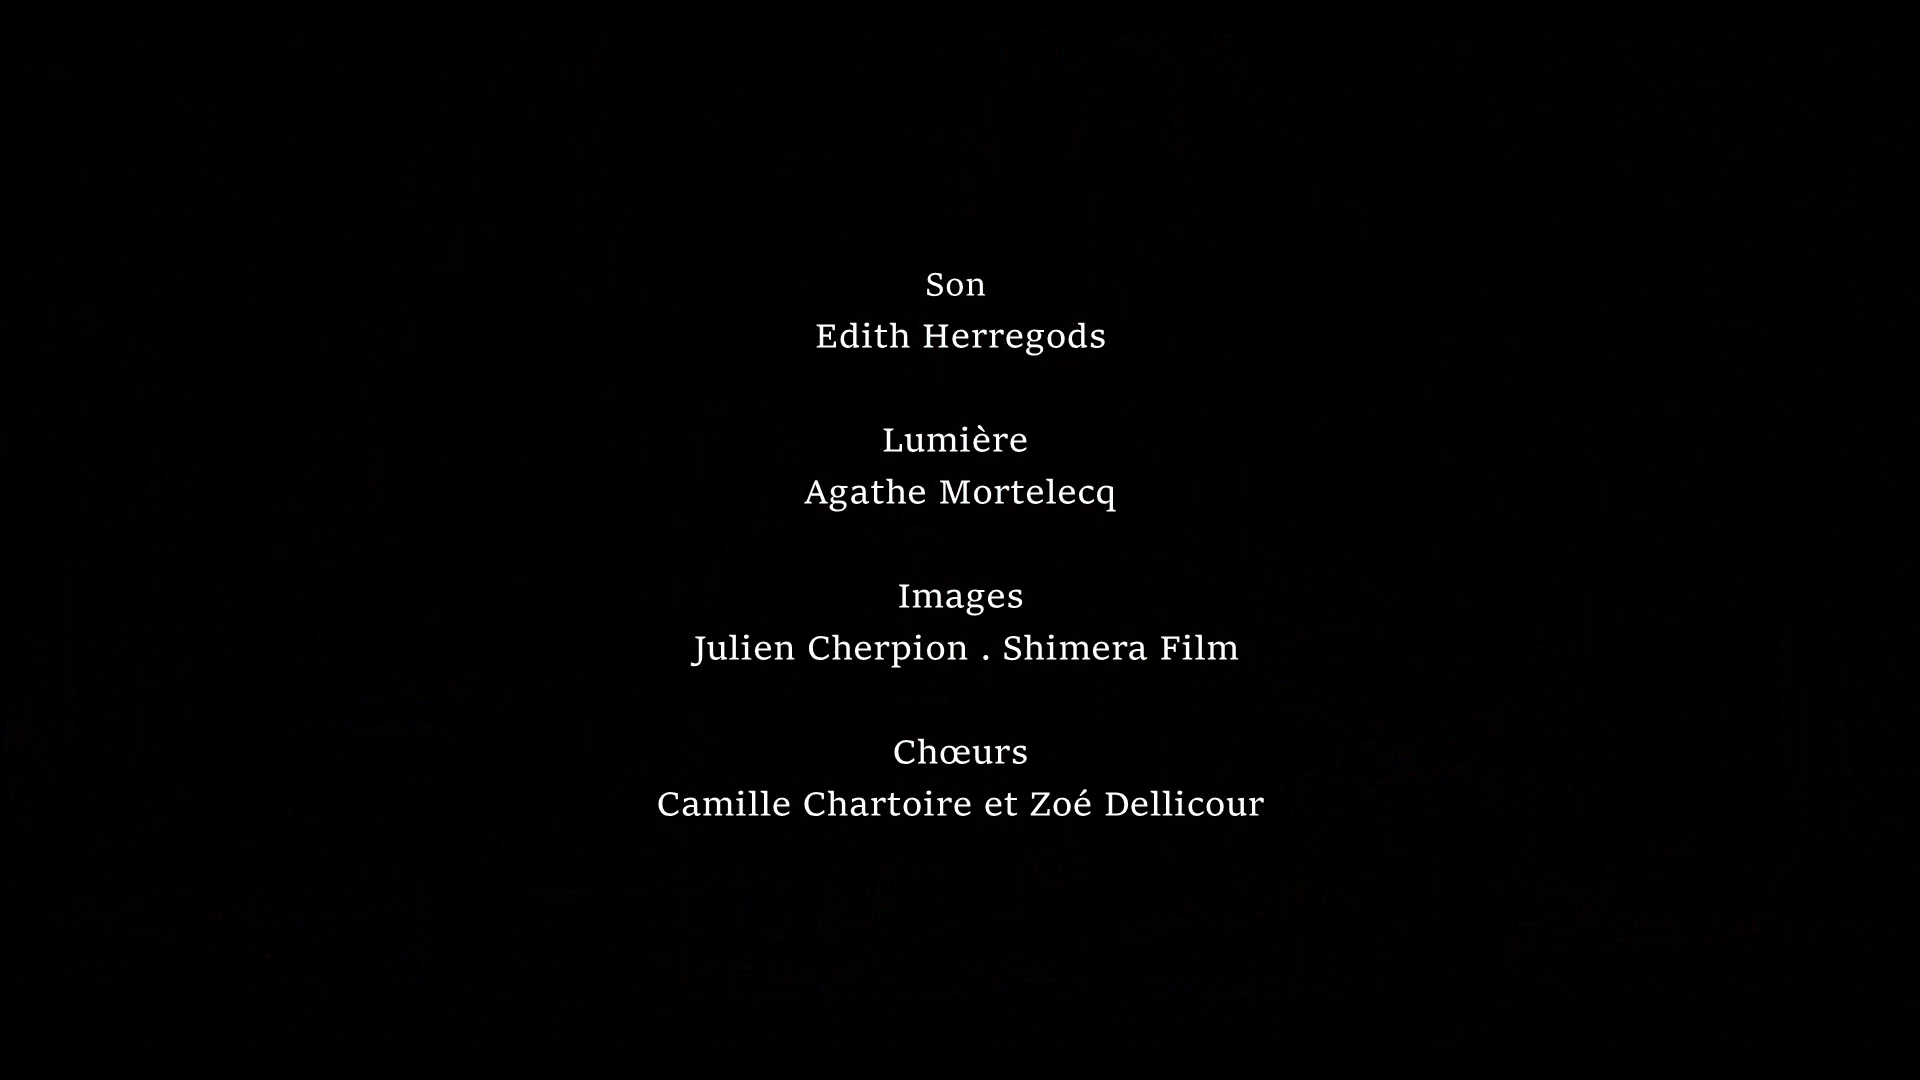 Son
Edith Herregods
Lumière
Agathe Mortelecq
Images
Julien Cherpion . Shimera Film
Chœurs
Camille Chartoire et Zoé Dellicour